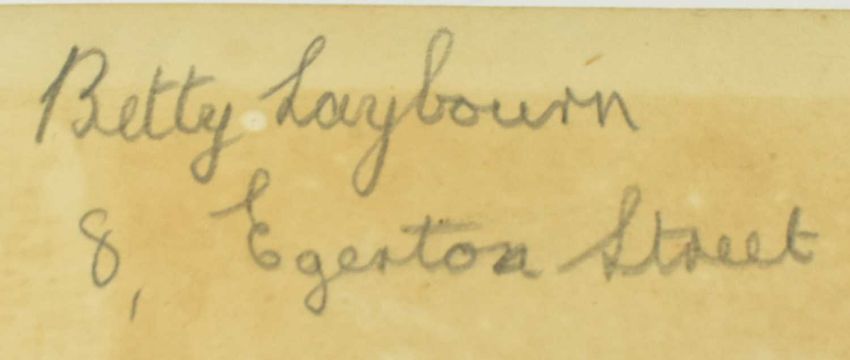 Betty Laybourn
8, Egerton Street